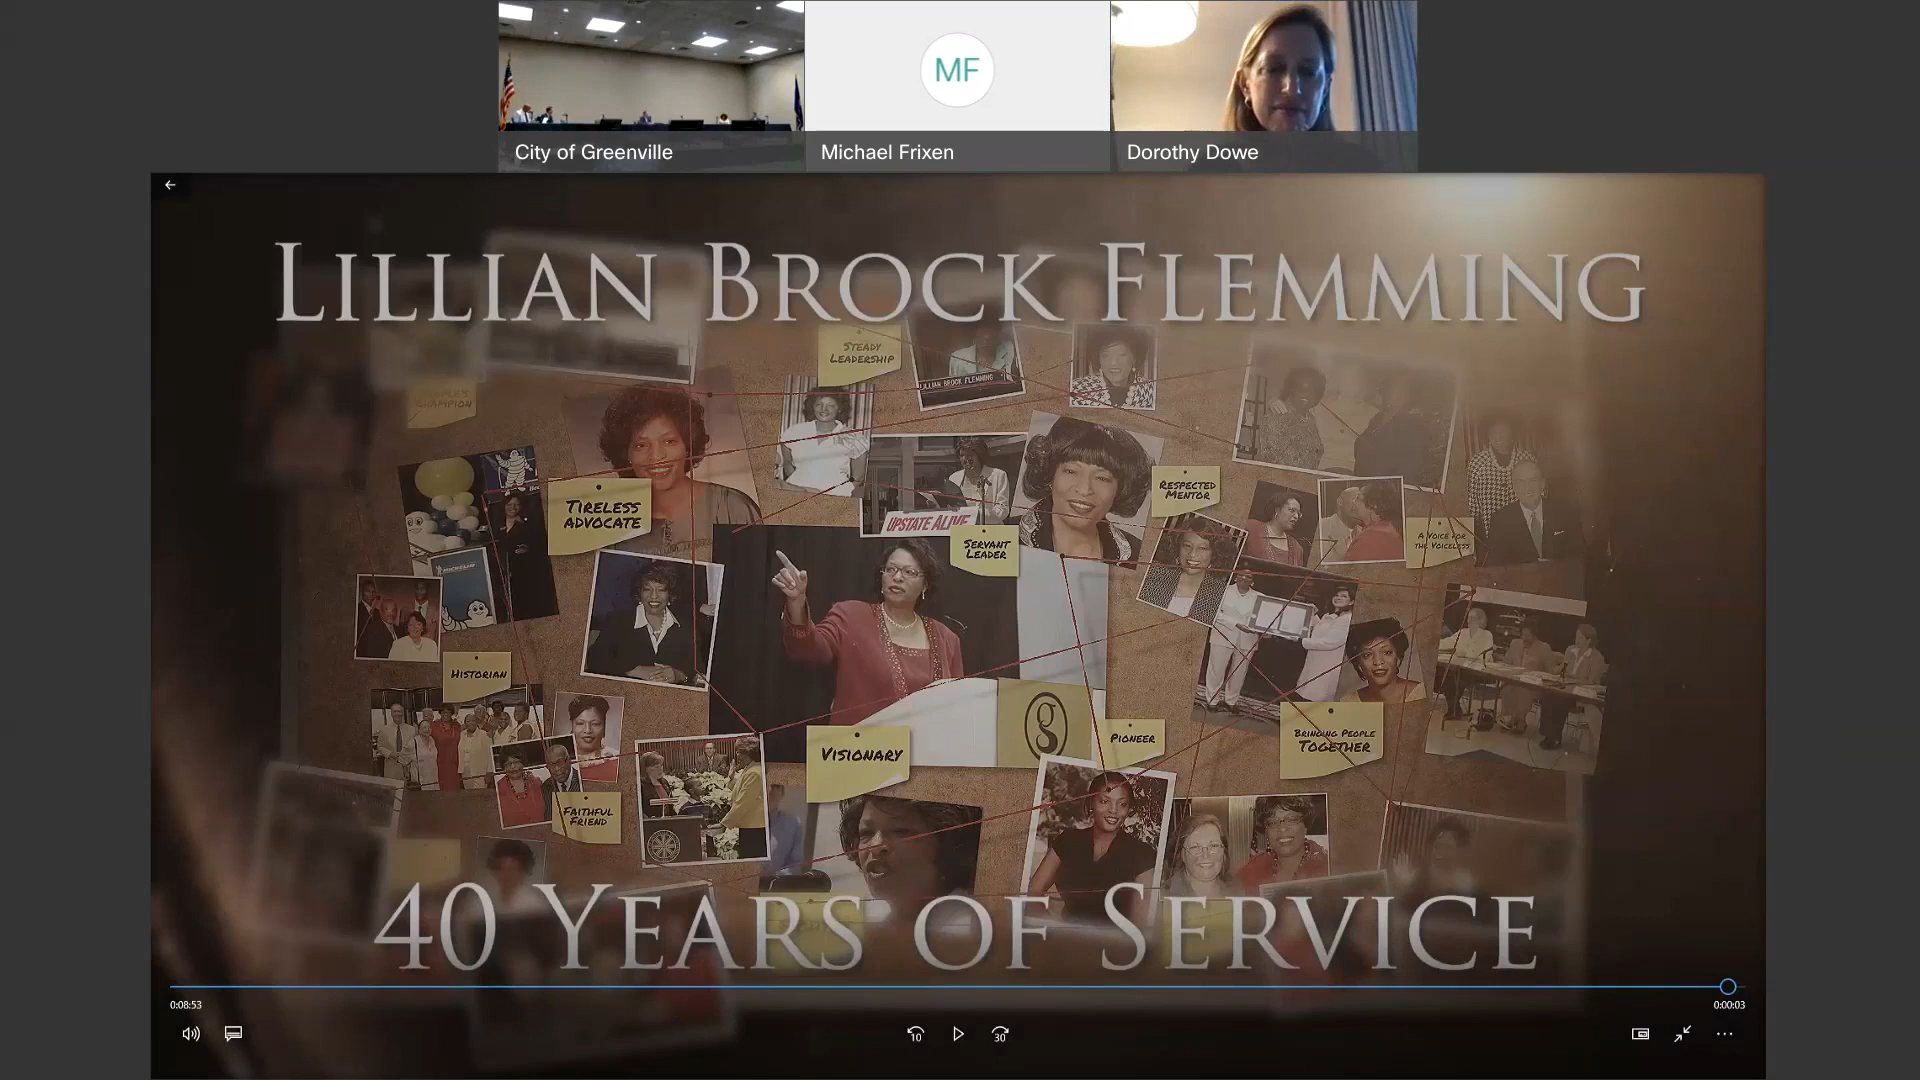 MF
City of Greenville
Michael Frixen
Dorothy Dowe
LILLIAN BROCK FLEMMING
STEADY
LEADERSHIP
LILLIAN BROCK FLEMMING
CHAMPION
TIRELESS
ADVOCATE
RESPECTED
MENTOR
UPSTATE ALIVE
SERVANT
LEADER
A VOICE FOR
THE VOICELESS
MICHELIN
HISTORIAN
g
VISIONARY
PIONEER
BRINGING PEOPLE
TOGETHER
FAITHFUL
FRIEND
40 YEARS OF SERVICE
0:08:53
0:00:03
10
30